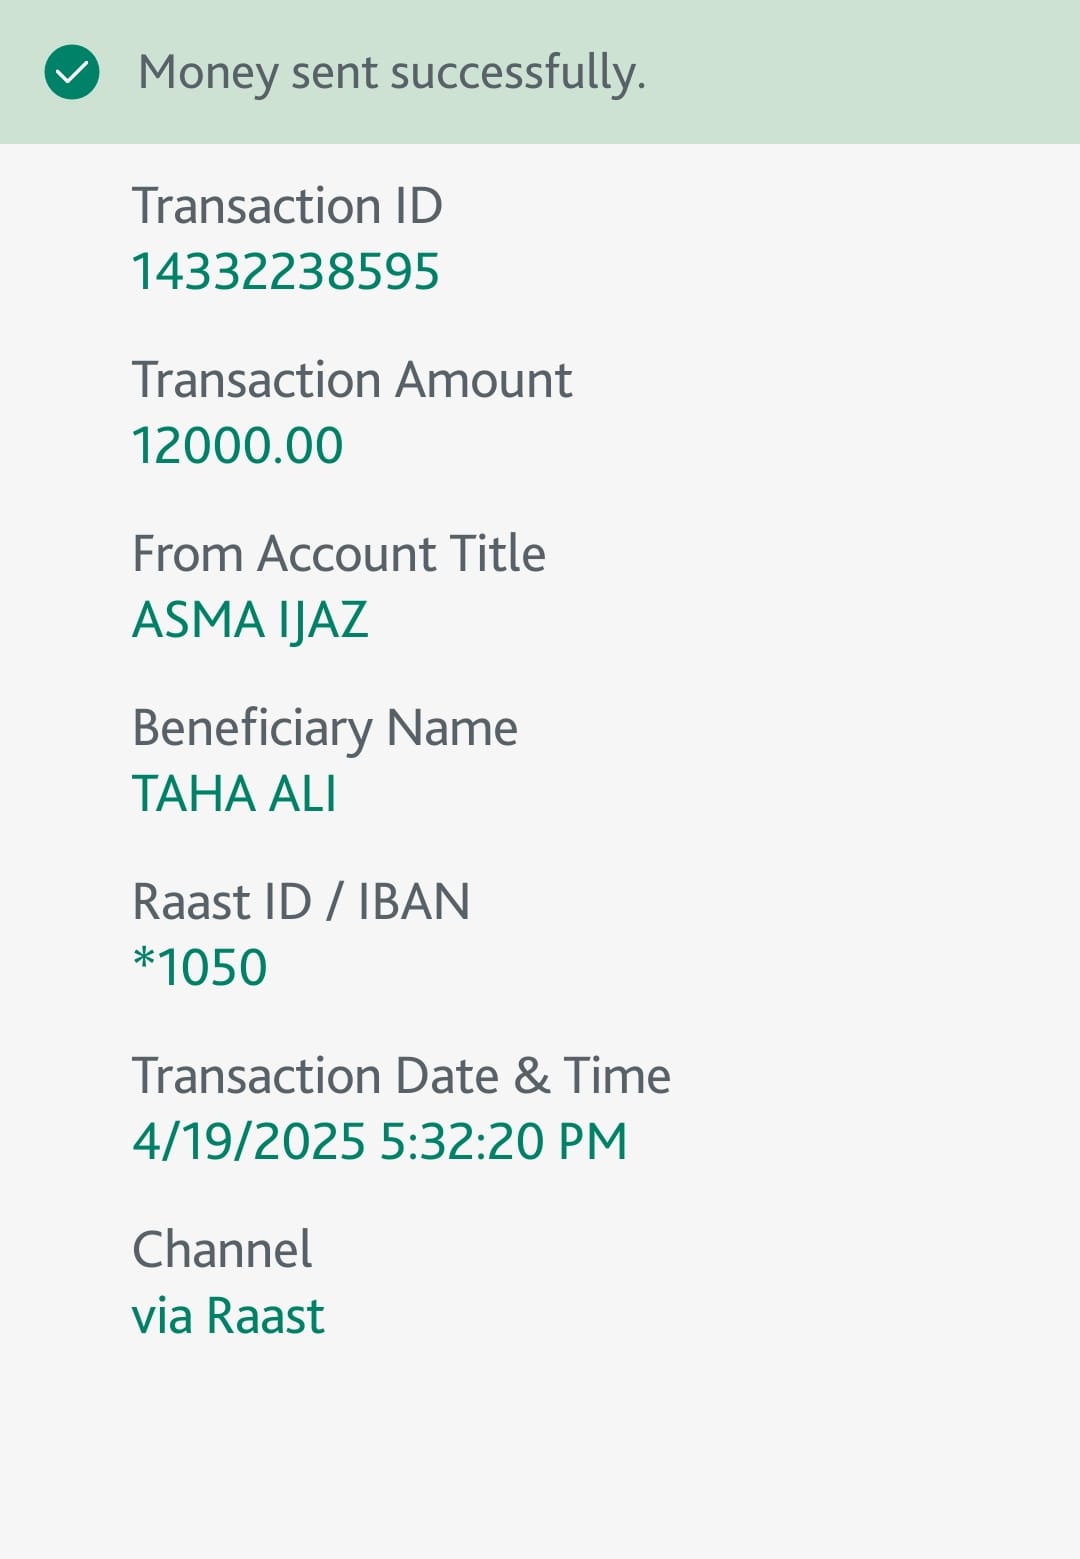 Money sent successfully.
Transaction ID
14332238595
Transaction Amount
12000.00
From Account Title
ASMA IJAZ
Beneficiary Name
TAHA ALI
Raast ID / IBAN
*1050
Transaction Date & Time
4/19/2025 5:32:20 PM
Channel
via Raast